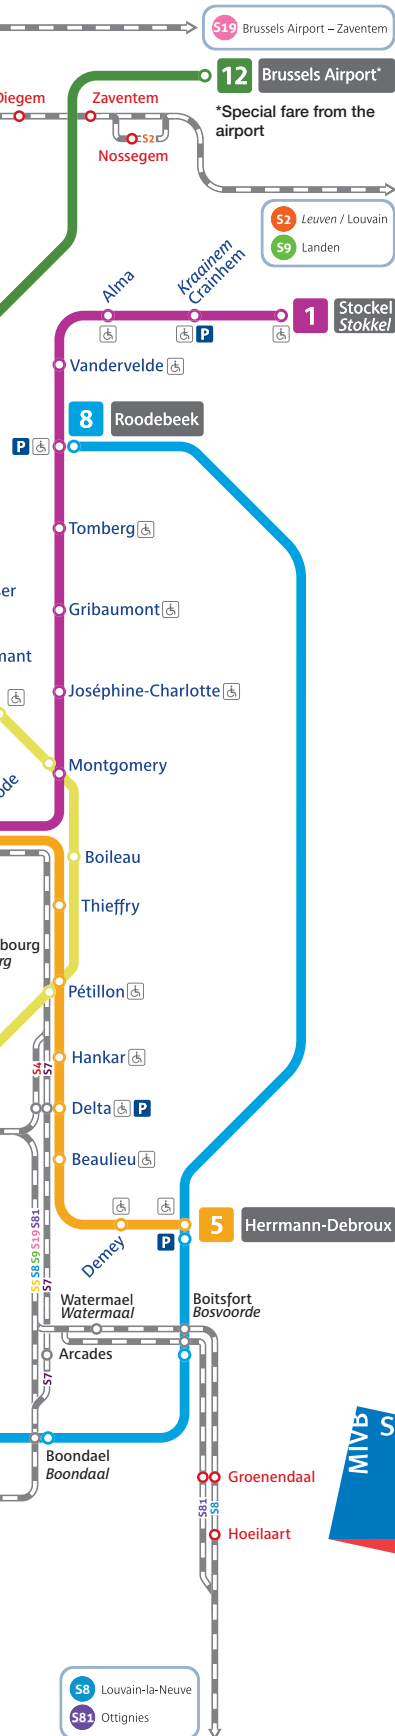 S19 Brussels Airport – Zaventem
12 Brussels Airport*
*Special fare from the
airport
Diegem
Zaventem
S2
Nossegem
S2 Leuven / Louvain
S9 Landen
Alma
Kraainem
Crainhem
P
1 Stockel
Stokkel
Vandervelde
8 Roodebeek
P
Tomberg
Gribaumont
Joséphine-Charlotte
Montgomery
Boileau
Thieffry
bourg
rg
Pétillon
Hankar
S4 S7
Delta P
Beaulieu
5 Herrmann-Debroux
P
Demey
S5 S8 S9 S19 S81
S7
Watermael
Watermaal
Boitsfort
Bosvoorde
Arcades
S7
Boondael
Boondaal
MIVB
S
Groenendaal
S81 S8
Hoeilaart
S8 Louvain-la-Neuve
S81 Ottignies